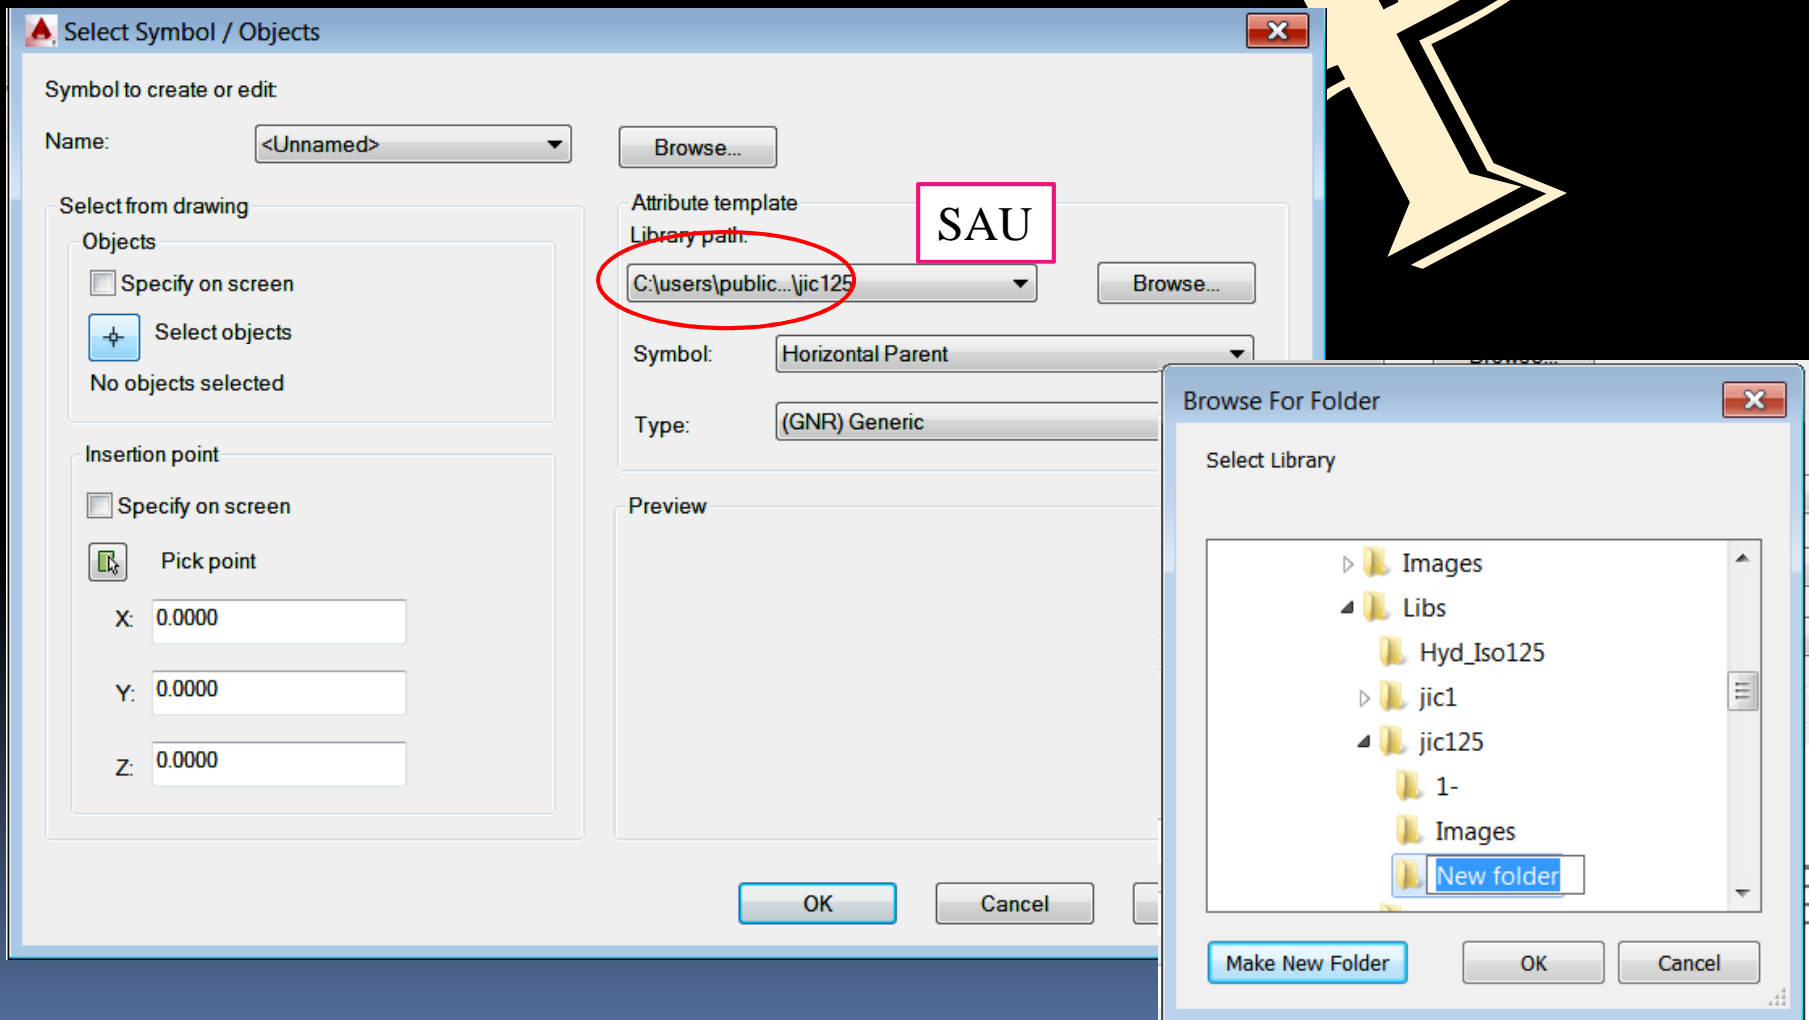 Select Symbol / Objects
Symbol to create or edit:
Name:
<Unnamed>
Browse...
Select from drawing
Objects
Specify on screen
Select objects
No objects selected
Insertion point
Specify on screen
Pick point
X: 0.0000
Y: 0.0000
Z: 0.0000
Attribute template
Library path:
SAU
C:\users\public...\jic125
Browse...
Symbol:
Horizontal Parent
Type:
(GNR) Generic
Preview
OK
Cancel
Browse For Folder
Select Library
Images
Libs
Hyd_Iso125
jic1
jic125
1-
Images
New folder
Make New Folder
OK
Cancel